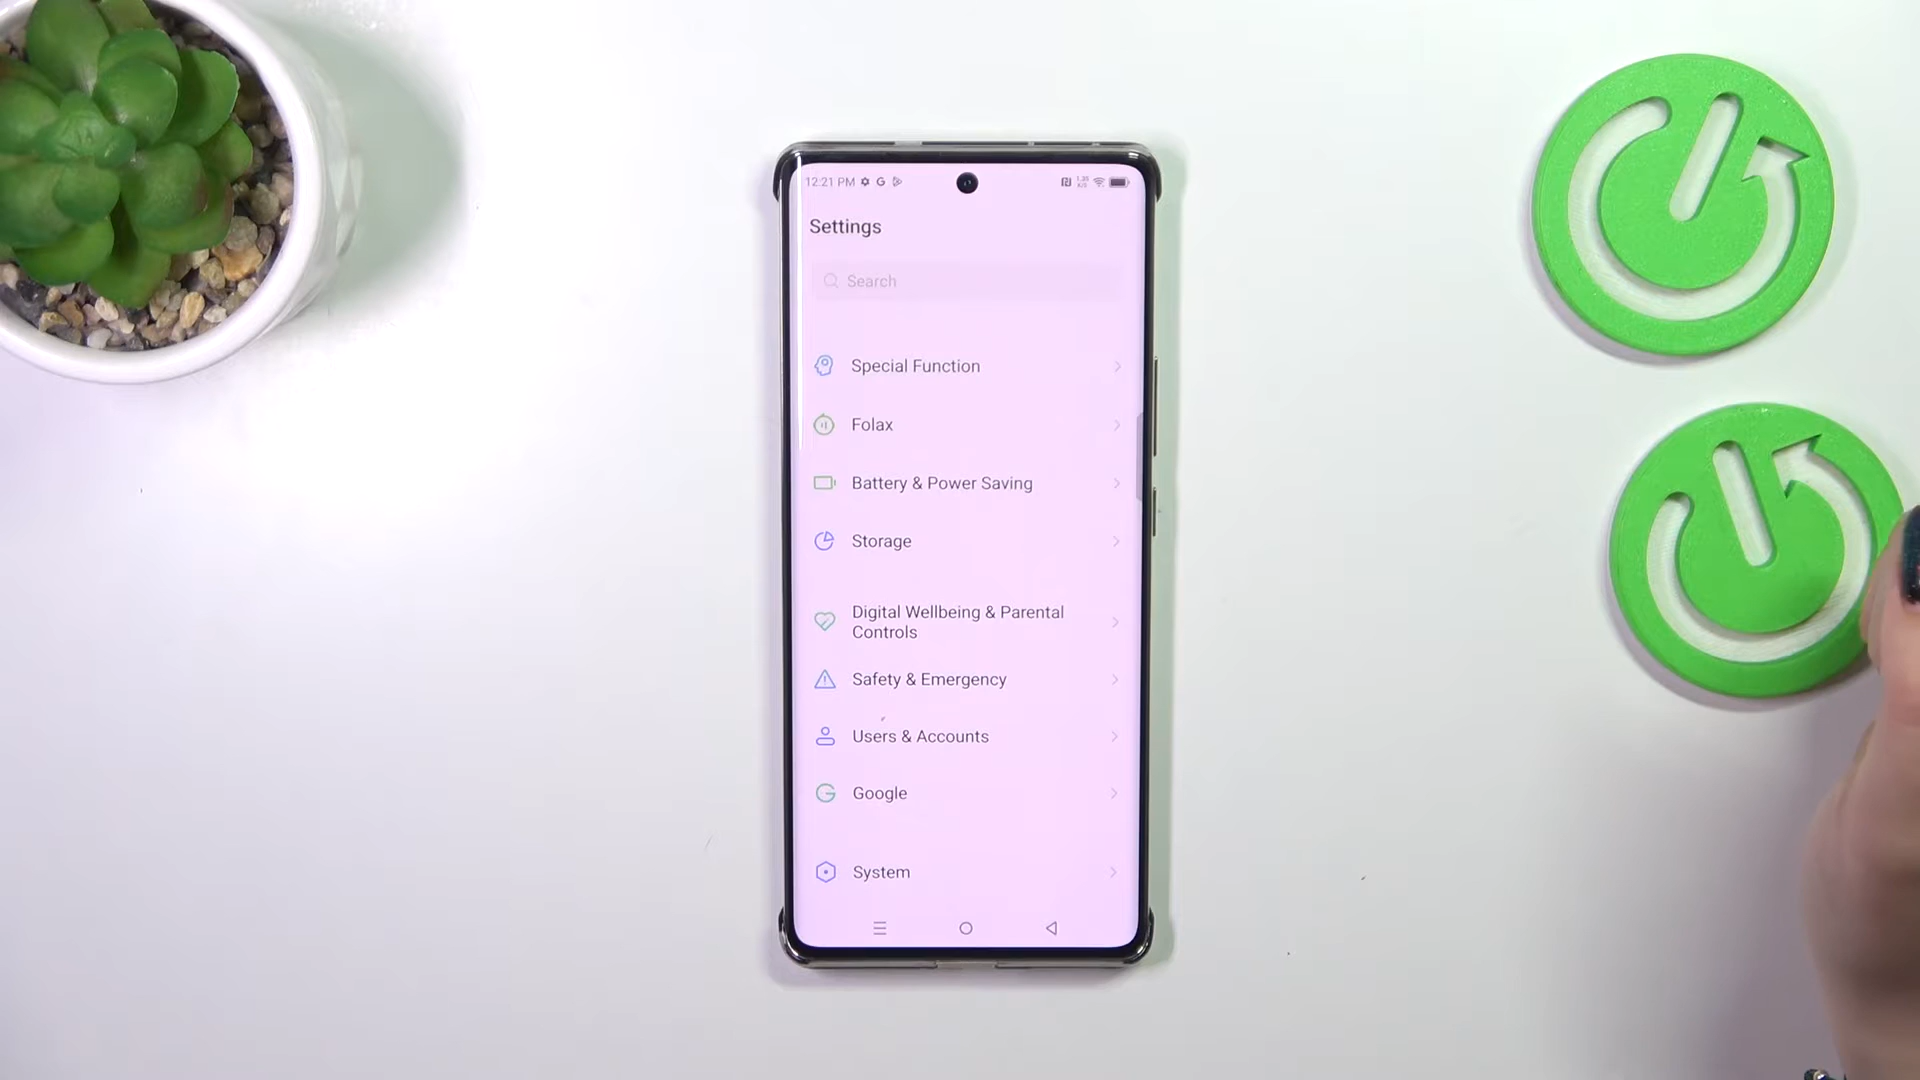 12:21 PM
Settings
Search
Special Function
Folax
Battery & Power Saving
Storage
Digital Wellbeing & Parental
Controls
Safety & Emergency
Users & Accounts
Google
System